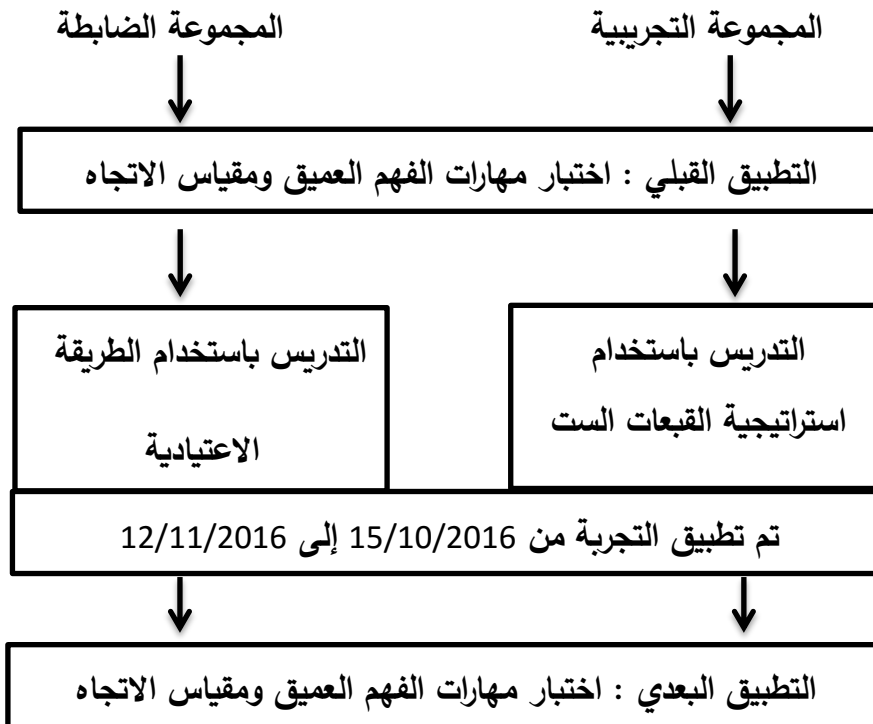 المجموعة التجريبية
المجموعة الضابطة
التطبيق القبلي : اختبار مهارات الفهم العميق ومقياس الاتجاه
التدريس باستخدام
استراتيجية القبعات الست
التدريس باستخدام الطريقة
الاعتيادية
تم تطبيق التجربة من 15/10/2016 إلى 12/11/2016
التطبيق البعدي : اختبار مهارات الفهم العميق ومقياس الاتجاه